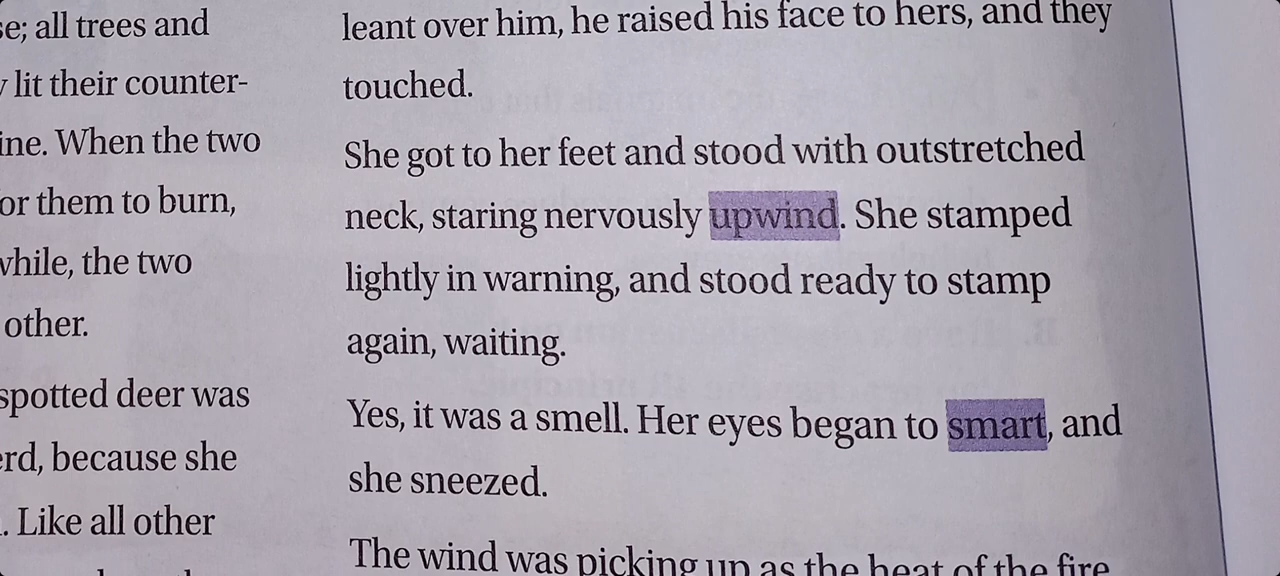 se; all trees and
lit their counter-
ine. When the two
or them to burn,
while, the two
other.
spotted deer was
erd, because she
. Like all other
leant over him, he raised his face to hers, and they
touched.
She got to her feet and stood with outstretched
neck, staring nervously upwind. She stamped
lightly in warning, and stood ready to stamp
again, waiting.
Yes, it was a smell. Her eyes began to smart, and
she sneezed.
The wind was picking up as the heat of the fire